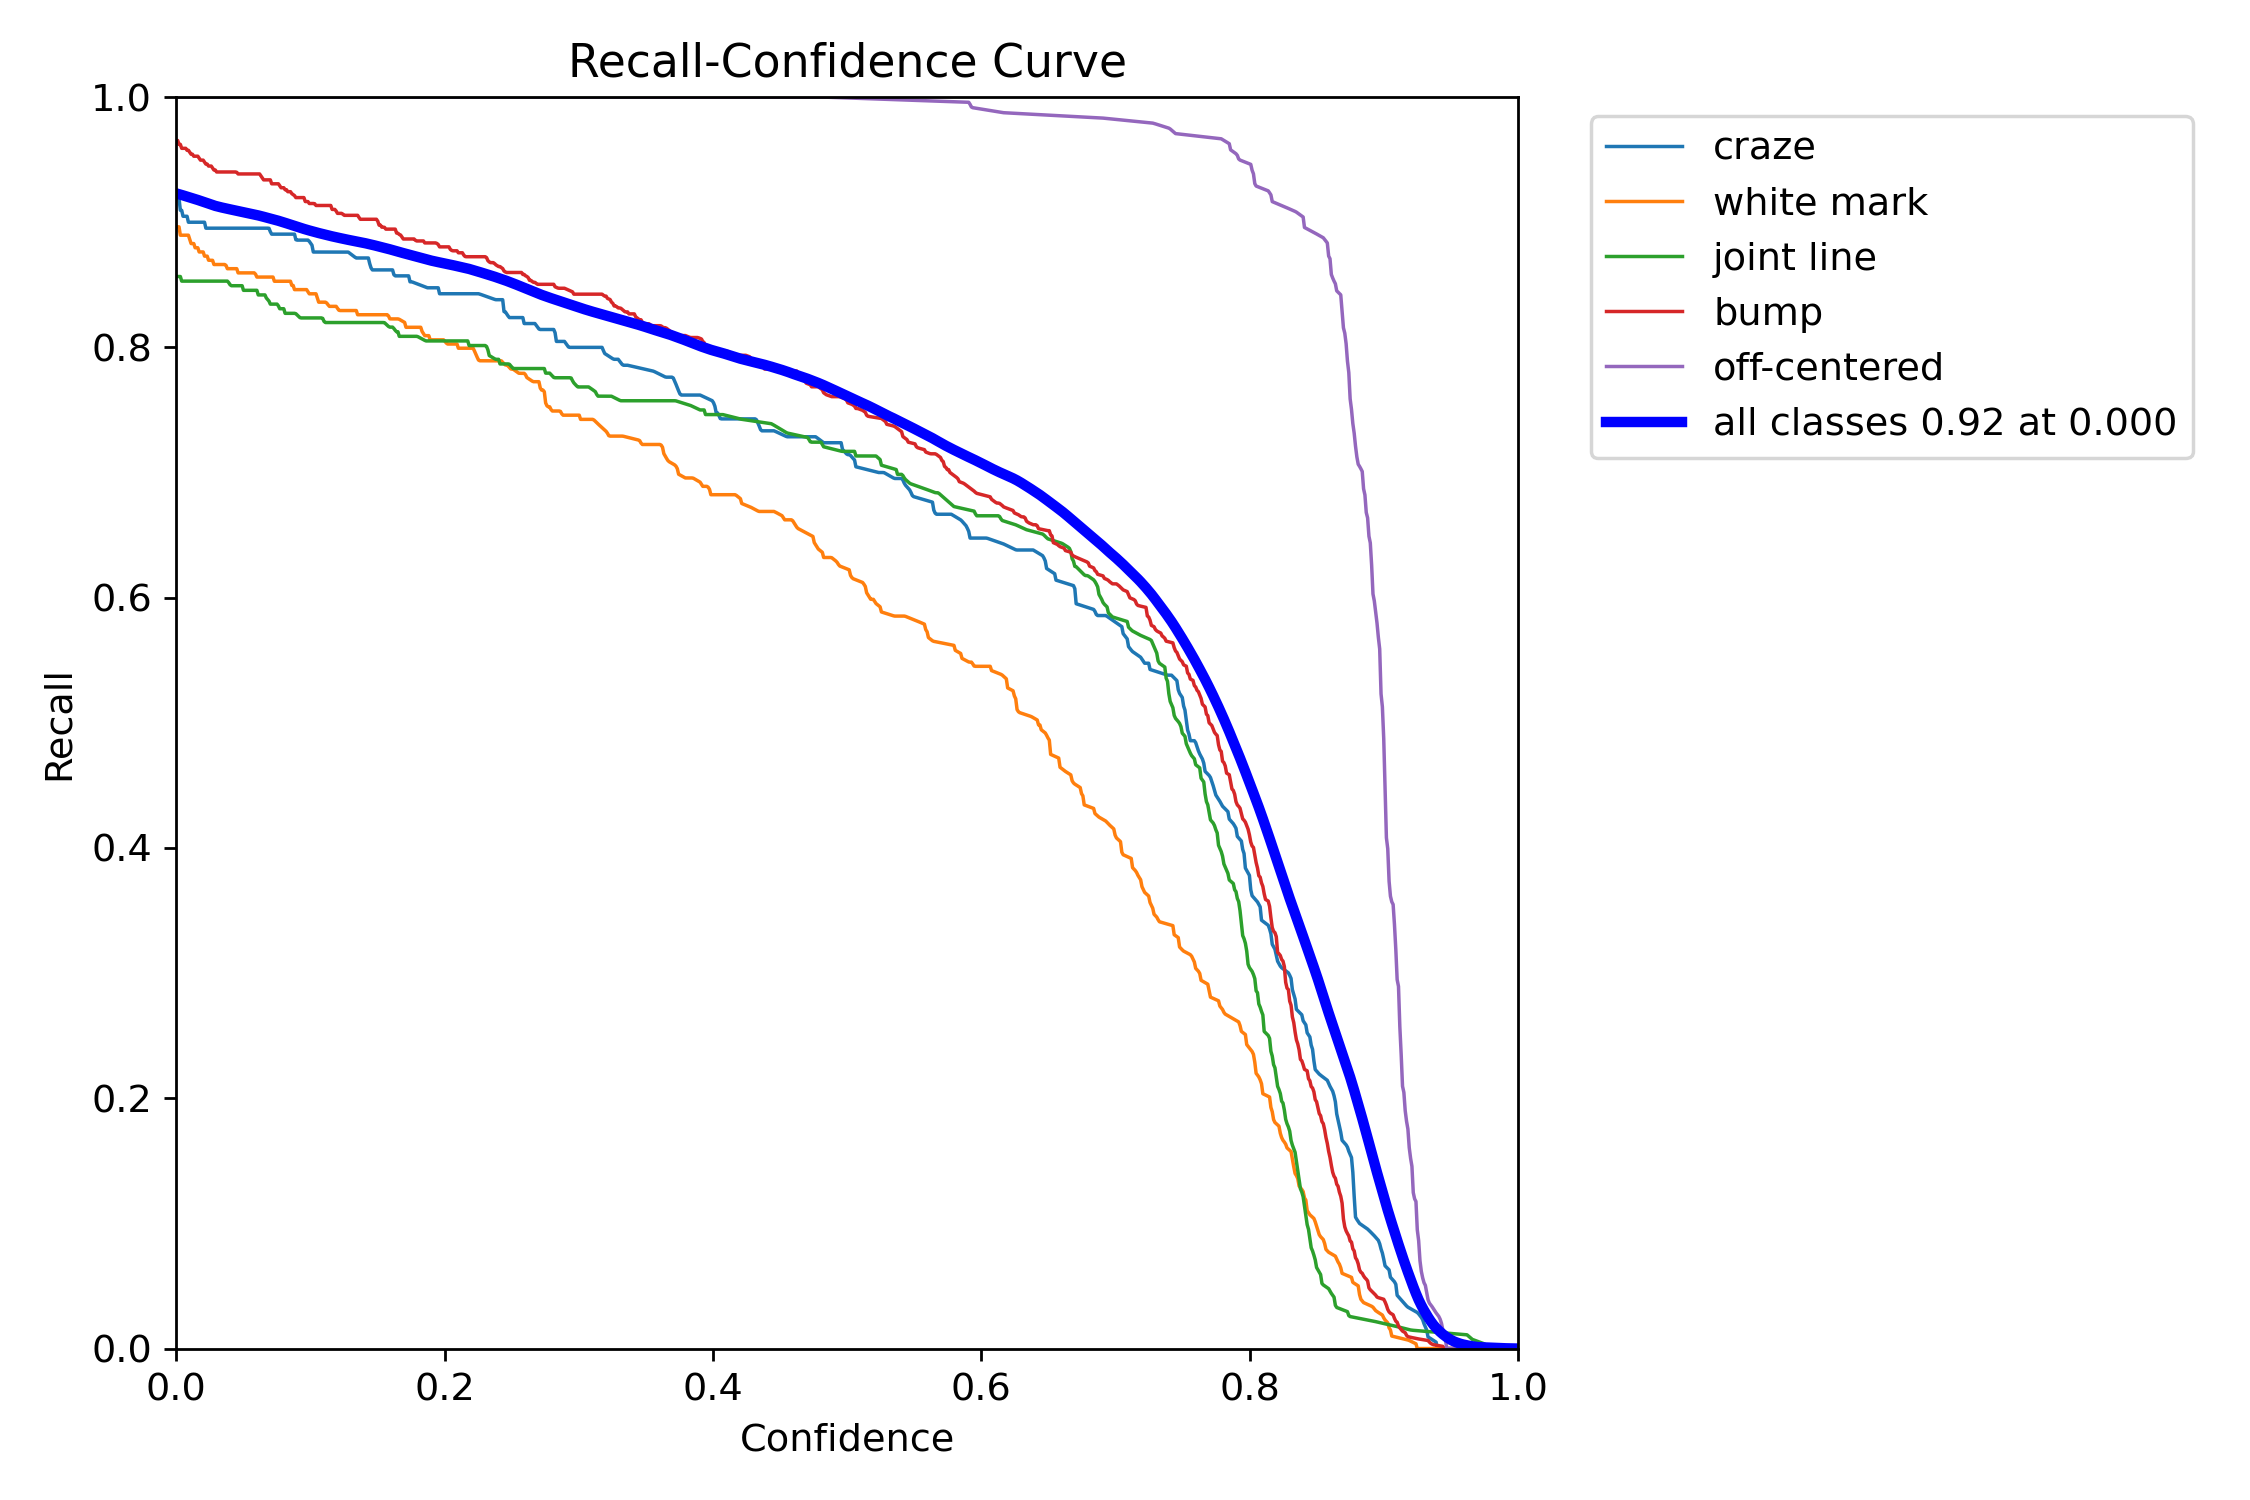 Recall-Confidence Curve
1.0
0.8
0.6
0.4
0.2
0.0
Recall
0.0 0.2 0.4 0.6 0.8 1.0
Confidence
craze
white mark
joint line
bump
off-centered
all classes 0.92 at 0.000